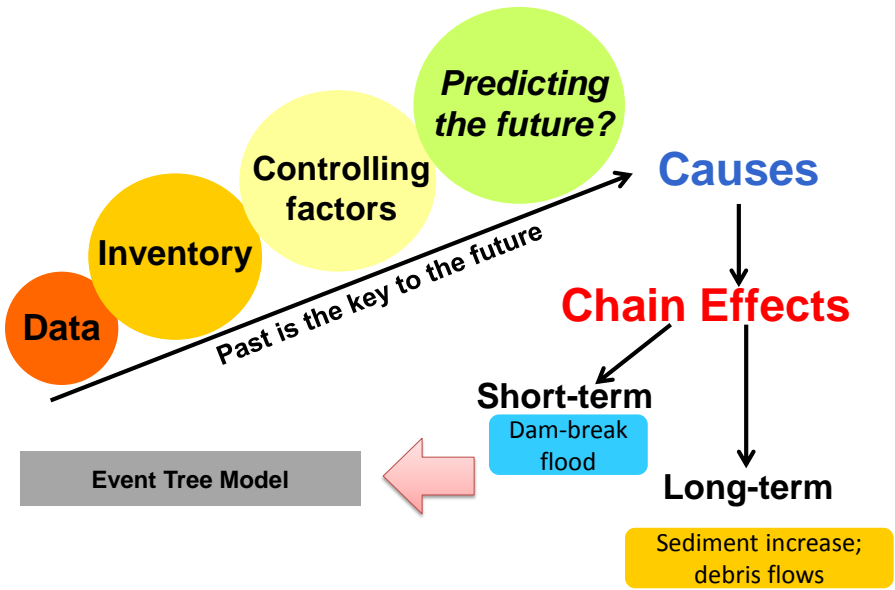 Predicting
the future?
Controlling
factors
Inventory
Data
Past is the key to the future
Causes
Chain Effects
Short-term
Dam-break
flood
Event Tree Model
Long-term
Sediment increase;
debris flows